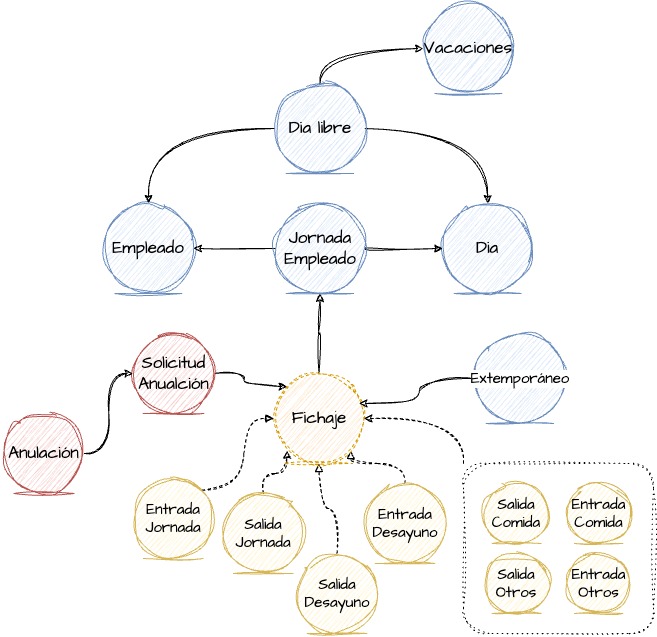 Vacaciones
Dia libre
Empleado
Jornada
Empleado
Dia
Solicitud
Anualción
Extemporáneo
Fichaje
Anulación
Entrada
Jornada
Salida
Jornada
Salida
Desayuno
Entrada
Desayuno
Salida
Comida
Entrada
Comida
Salida
Otros
Entrada
Otros